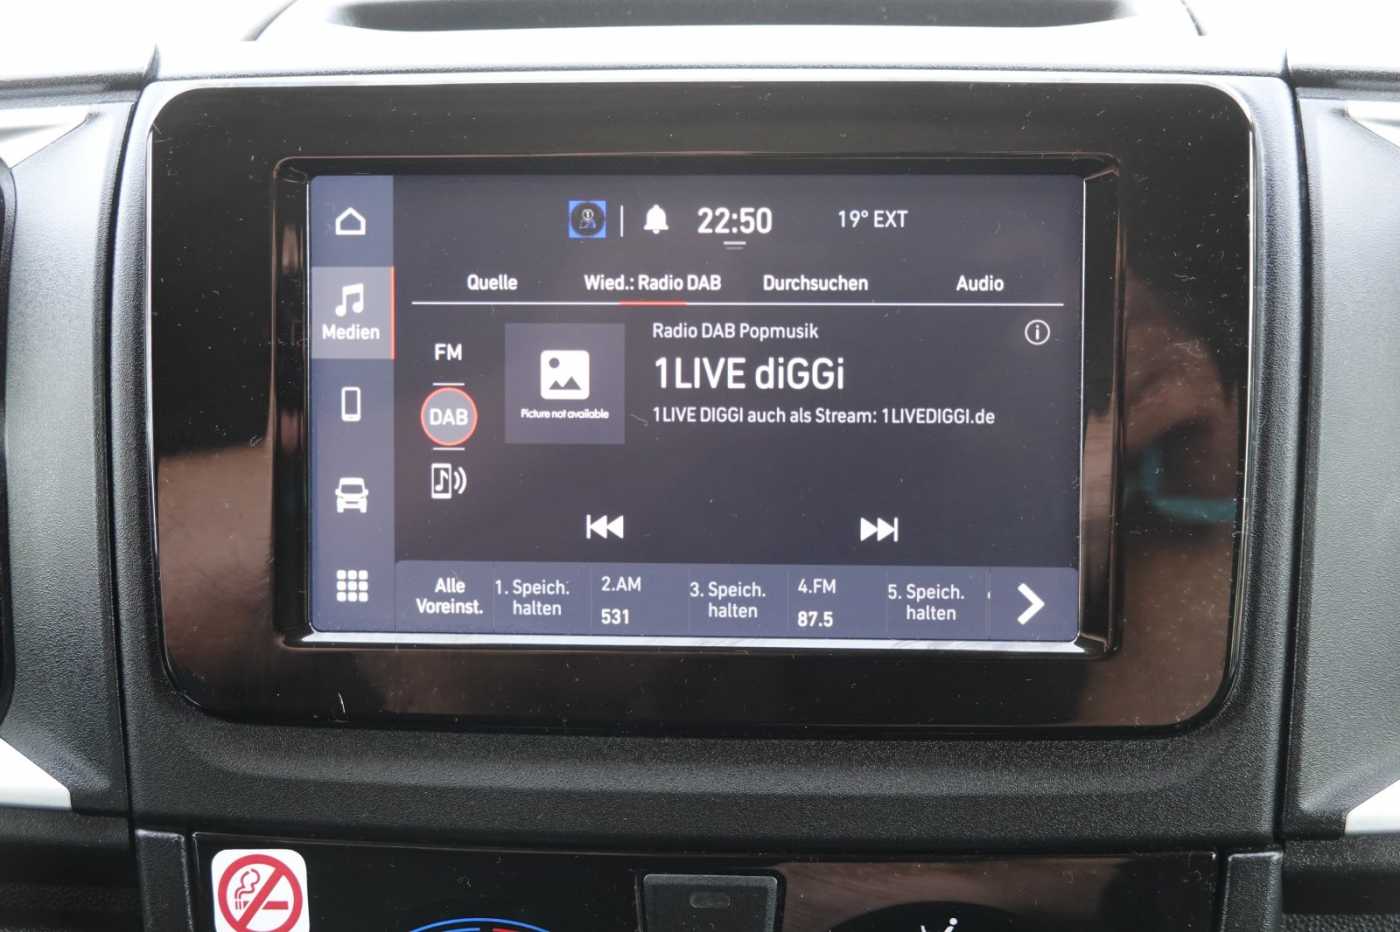 22:50 19° EXT
Quelle Wied.: Radio DAB Durchsuchen Audio
Medien
FM
DAB
Picture not available
Radio DAB Popmusik
1LIVE diGGi
1LIVE DIGGI auch als Stream: 1LIVEDIGGI.de
Alle
Voreinst.
1. Speich.
halten
2.AM
531
3. Speich.
halten
4.FM
87.5
5. Speich.
halten